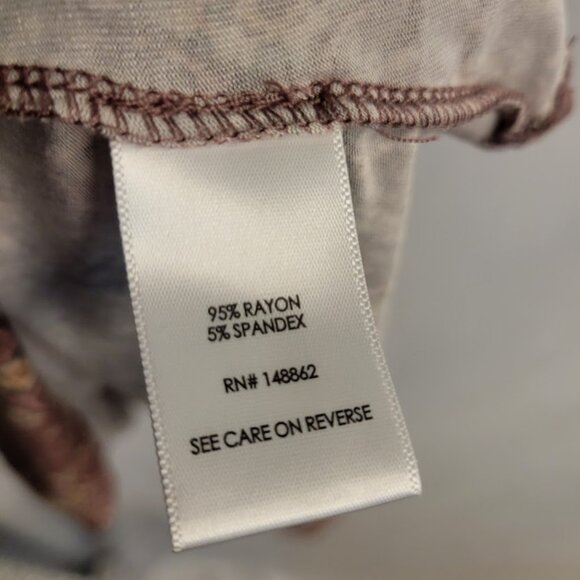 95% RAYON
5% SPANDEX
RN# 148862
SEE CARE ON REVERSE